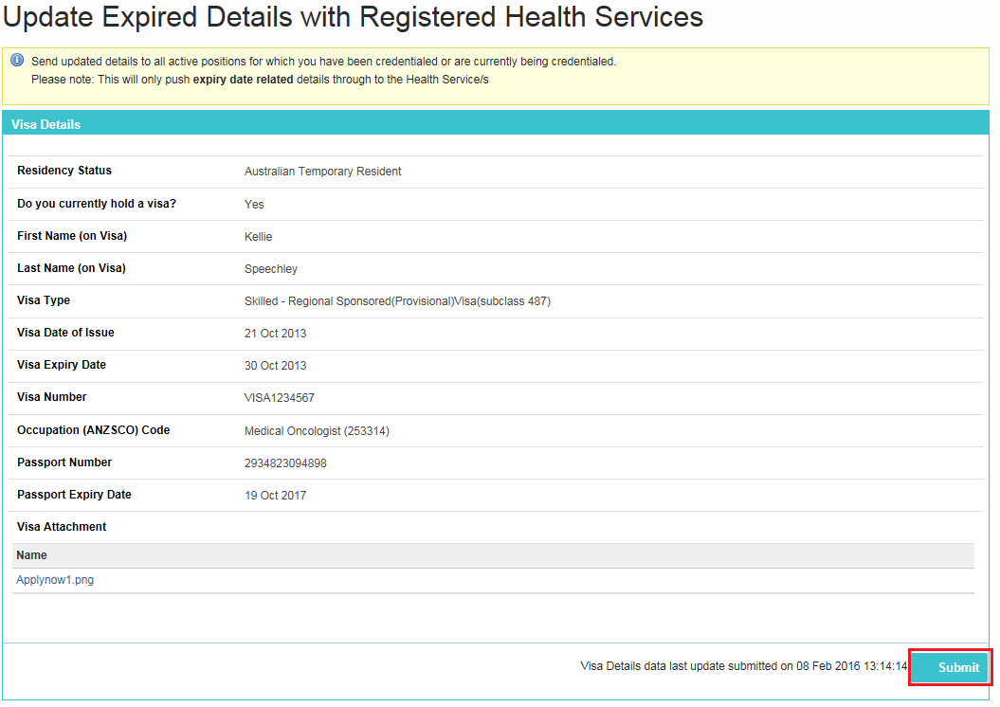 Update Expired Details with Registered Health Services
Send updated details to all active positions for which you have been credentialed or are currently being credentialed.
Please note: This will only push expiry date related details through to the Health Service/s
Visa Details
Residency Status Australian Temporary Resident
Do you currently hold a visa? Yes
First Name (on Visa) Kellie
Last Name (on Visa) Speechley
Visa Type Skilled - Regional Sponsored(Provisional)Visa(subclass 487)
Visa Date of Issue 21 Oct 2013
Visa Expiry Date 30 Oct 2013
Visa Number VISA1234567
Occupation (ANZSCO) Code Medical Oncologist (253314)
Passport Number 2934823094898
Passport Expiry Date 19 Oct 2017
Visa Attachment
Name
Applynow1.png
Visa Details data last update submitted on 08 Feb 2016 13:14:14 Submit